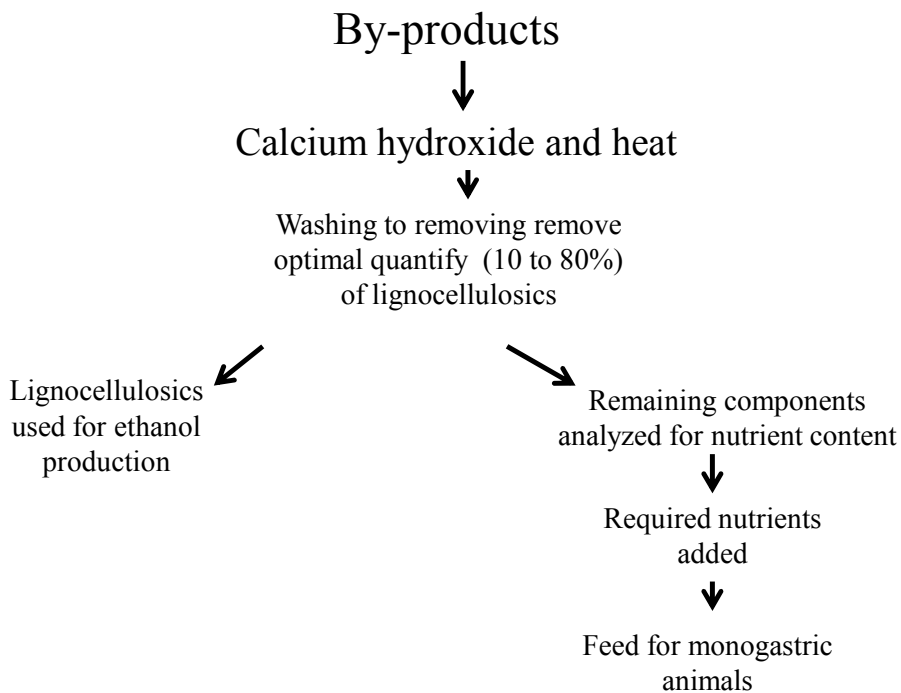 By-products
Calcium hydroxide and heat
Washing to removing remove
optimal quantify (10 to 80%)
of lignocellulosics
Lignocellulosics
used for ethanol
production
Remaining components
analyzed for nutrient content
Required nutrients
added
Feed for monogastric
animals